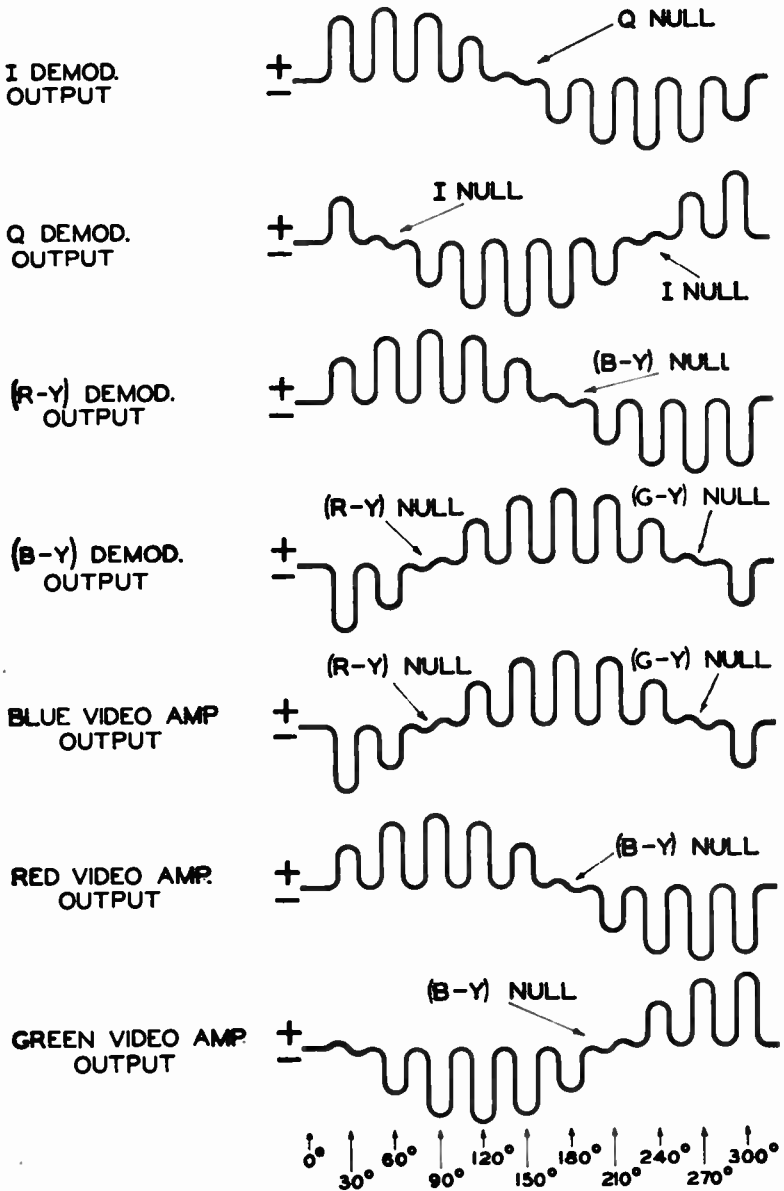 Q NULL
I DEMOD.
OUTPUT
+
−
I NULL
Q DEMOD.
OUTPUT
+
−
I NULL
(R-Y) DEMOD.
OUTPUT
+
−
(B-Y) NULL
(R-Y) NULL
(G-Y) NULL
(B-Y) DEMOD.
OUTPUT
+
−
(R-Y) NULL
(G-Y) NULL
BLUE VIDEO AMP
OUTPUT
+
−
(B-Y) NULL
RED VIDEO AMP.
OUTPUT
+
−
(B-Y) NULL
GREEN VIDEO AMP
OUTPUT
+
−
0° 60° 120° 180° 240° 300°
30° 90° 150° 210° 270°